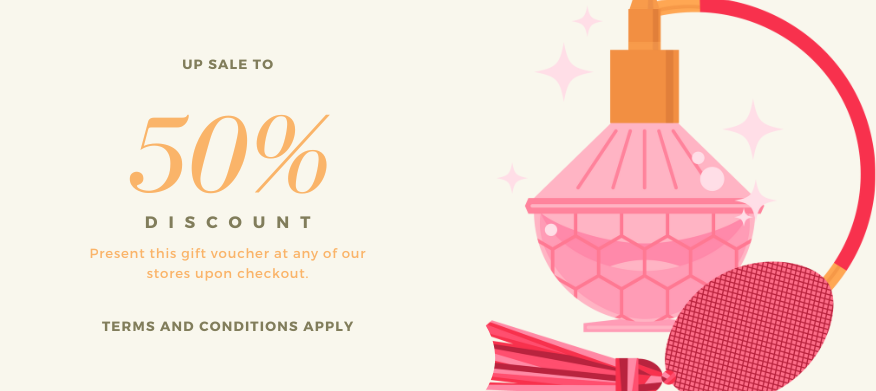 UP SALE TO
50%
DISCOUNT
Present this gift voucher at any of our
stores upon checkout.
TERMS AND CONDITIONS APPLY